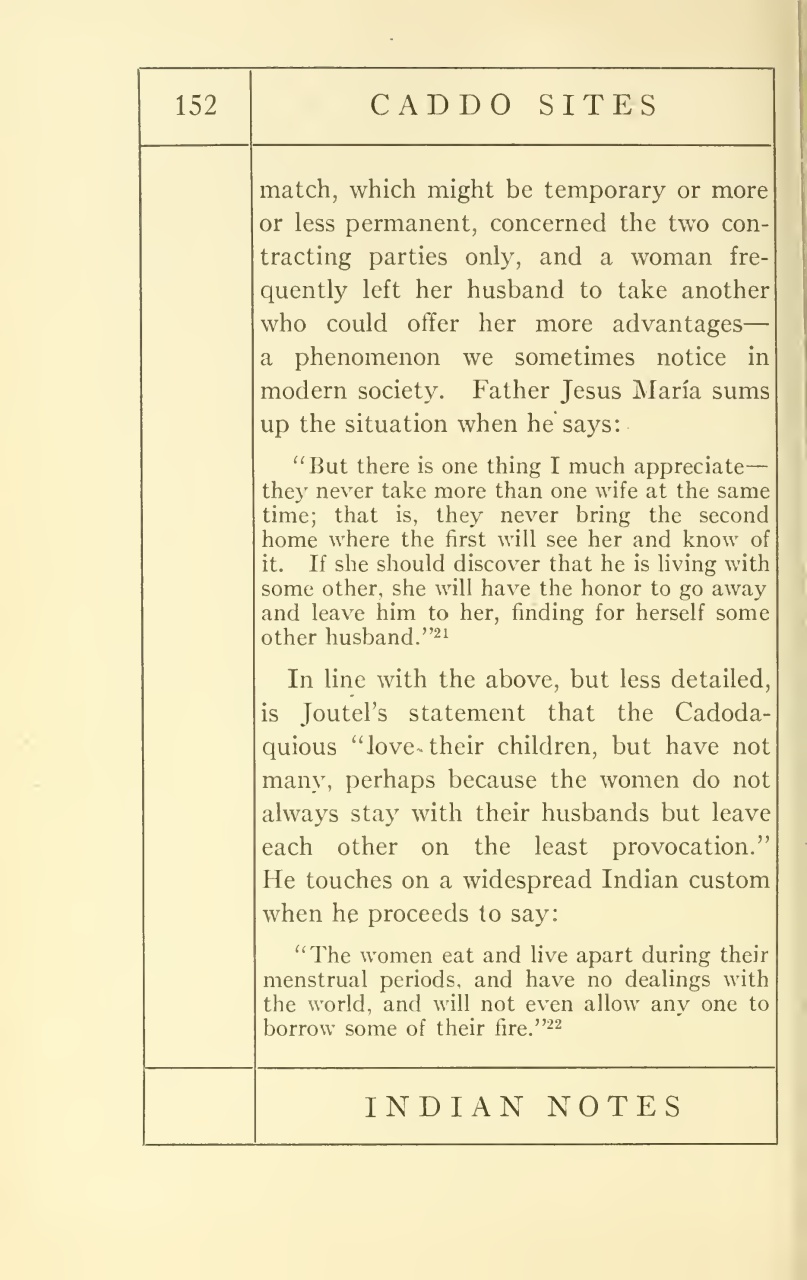 152
CADDO SITES
match, which might be temporary or more
or less permanent, concerned the two con-
tracting parties only, and a woman fre-
quently left her husband to take another
who could offer her more advantages—
a phenomenon we sometimes notice in
modern society. Father Jesus María sums
up the situation when he says:
“But there is one thing I much appreciate—
they never take more than one wife at the same
time; that is, they never bring the second
home where the first will see her and know of
it. If she should discover that he is living with
some other, she will have the honor to go away
and leave him to her, finding for herself some
other husband.”²¹
In line with the above, but less detailed,
is Joutel’s statement that the Cadoda-
quious “love their children, but have not
many, perhaps because the women do not
always stay with their husbands but leave
each other on the least provocation.”
He touches on a widespread Indian custom
when he proceeds to say:
“The women eat and live apart during their
menstrual periods, and have no dealings with
the world, and will not even allow any one to
borrow some of their fire.”²²
INDIAN NOTES